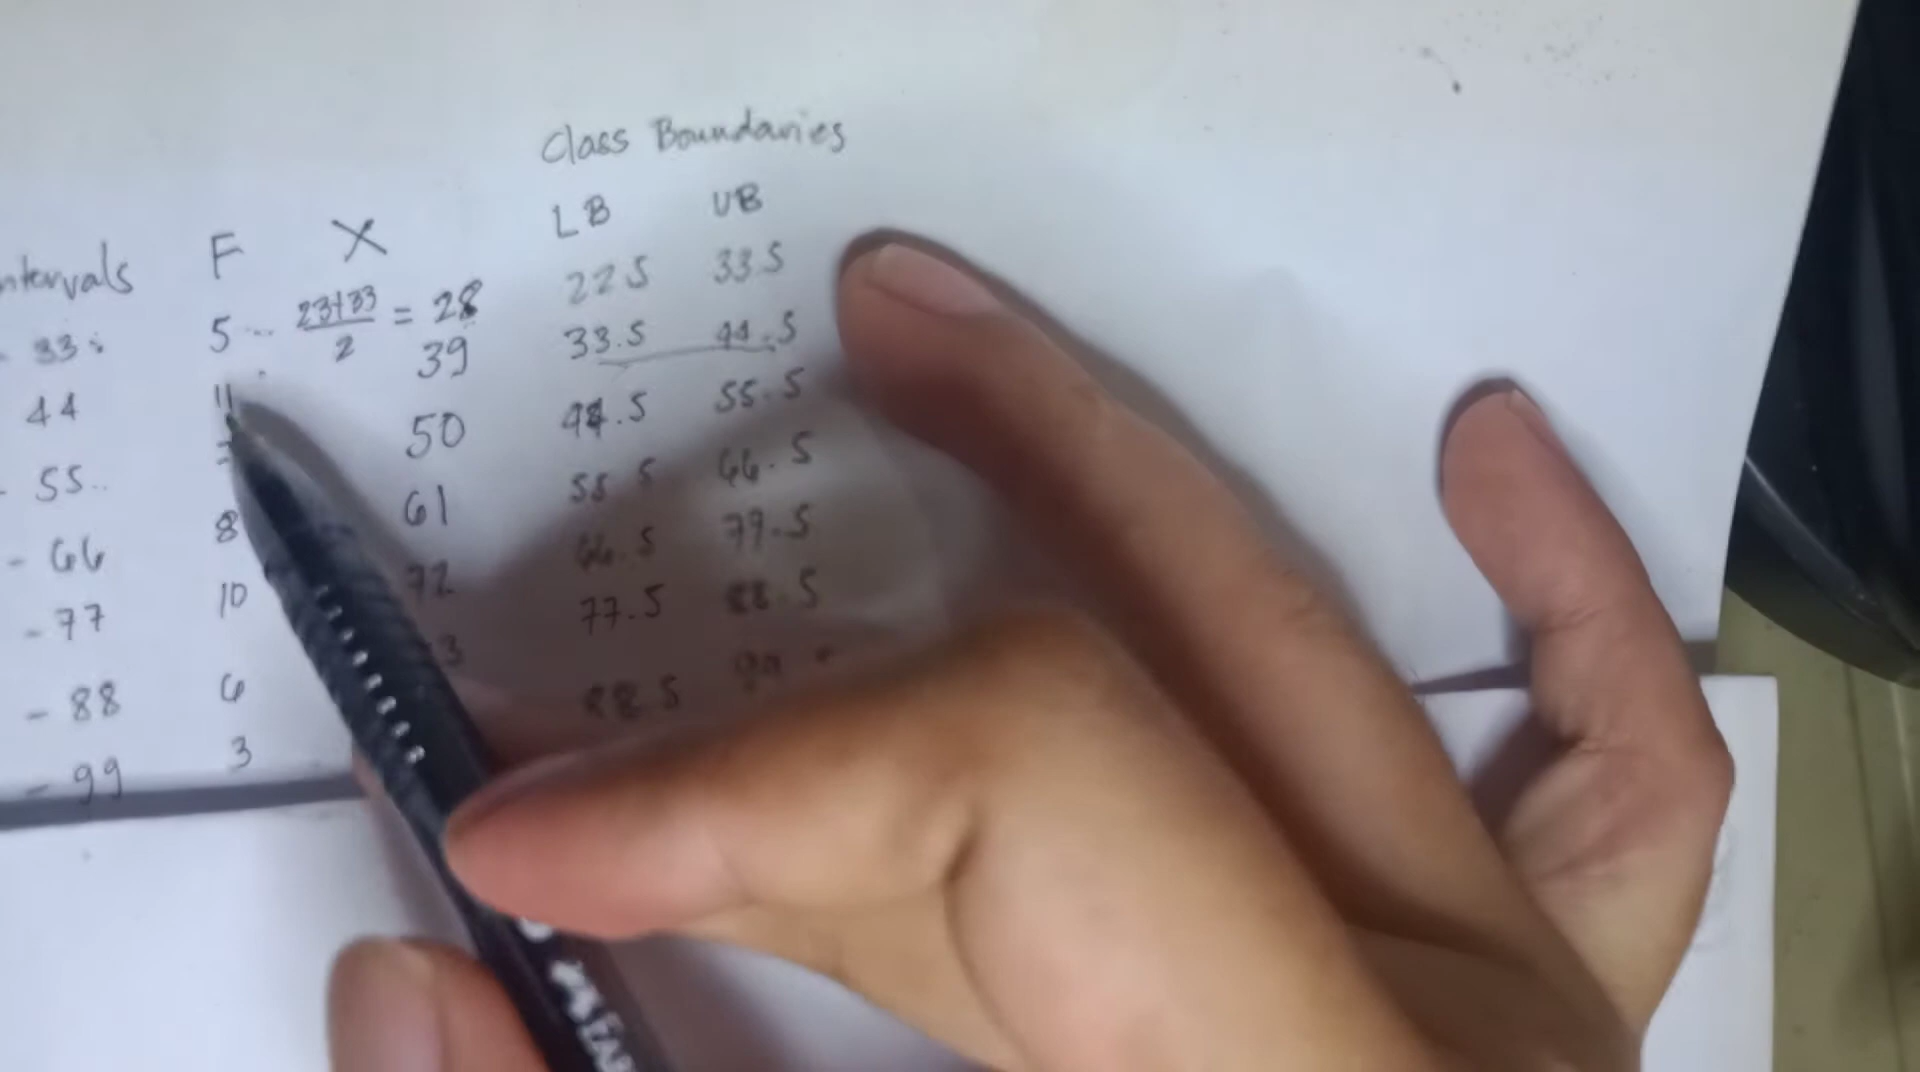 Class Boundaries
ntervals F X LB UB
- 33 5 23+33/2 = 28 22.5 33.5
44 11 39 33.5 44.5
- 55 50 44.5 55.5
- 66 8 61 55.5 66.5
- 77 10 72 66.5 77.5
- 88 6 3 77.5 88.5
- 99 3 88.5